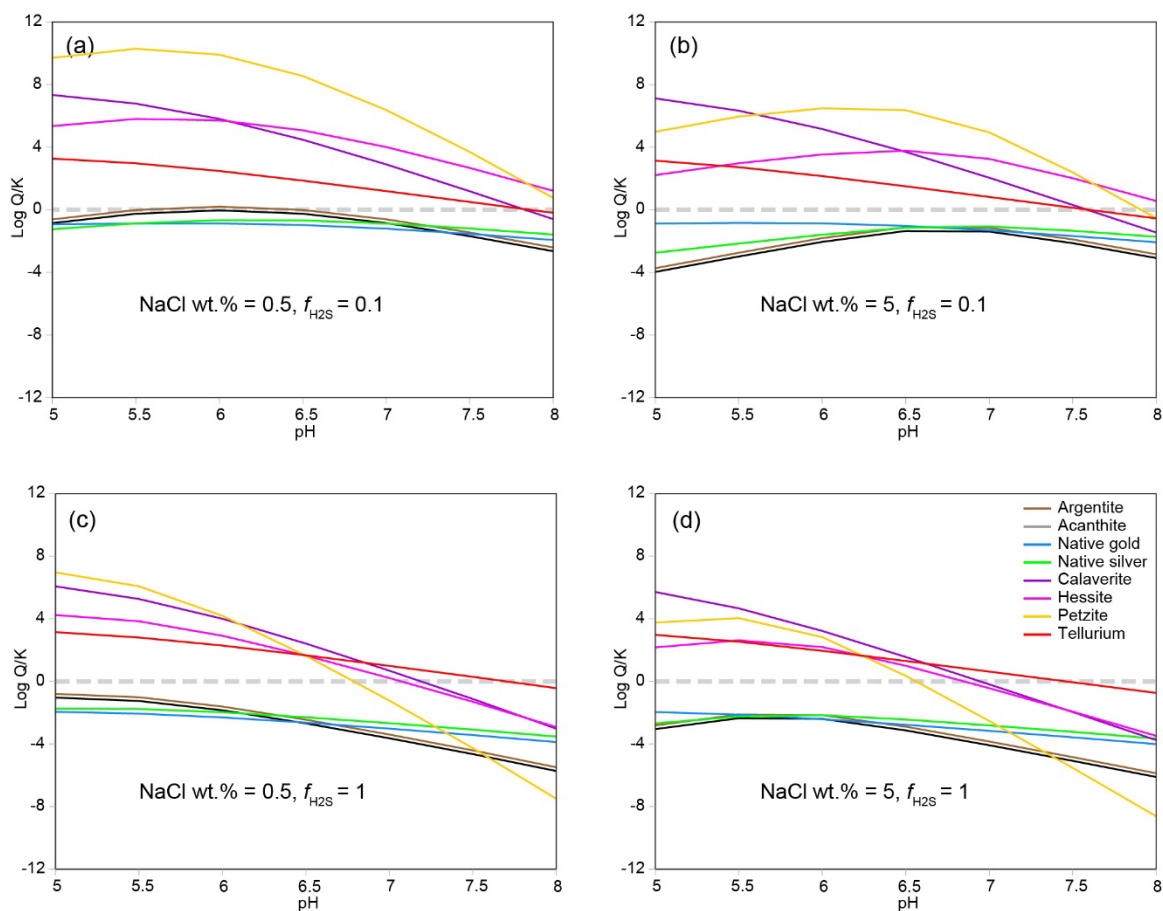 (a)
12
8
4
0
-4
-8
-12
Log Q/K
NaCl wt.% = 0.5, fH2S = 0.1
5 5.5 6 6.5 7 7.5 8
pH
(b)
12
8
4
0
-4
-8
-12
Log Q/K
NaCl wt.% = 5, fH2S = 0.1
5 5.5 6 6.5 7 7.5 8
pH
(c)
12
8
4
0
-4
-8
-12
Log Q/K
NaCl wt.% = 0.5, fH2S = 1
5 5.5 6 6.5 7 7.5 8
pH
(d)
12
8
4
0
-4
-8
-12
Log Q/K
Argentite
Acanthite
Native gold
Native silver
Calaverite
Hessite
Petzite
Tellurium
NaCl wt.% = 5, fH2S = 1
5 5.5 6 6.5 7 7.5 8
pH